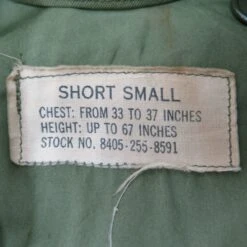 SHORT SMALL
CHEST: FROM 33 TO 37 INCHES
HEIGHT: UP TO 67 INCHES
STOCK NO. 8405-255-8591